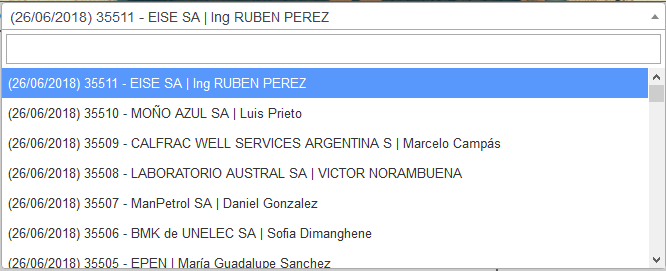 (26/06/2018) 35511 - EISE SA | Ing RUBEN PEREZ
(26/06/2018) 35511 - EISE SA | Ing RUBEN PEREZ
(26/06/2018) 35510 - MOÑO AZUL SA | Luis Prieto
(26/06/2018) 35509 - CALFRAC WELL SERVICES ARGENTINA S | Marcelo Campás
(26/06/2018) 35508 - LABORATORIO AUSTRAL SA | VICTOR NORAMBUENA
(26/06/2018) 35507 - ManPetrol SA | Daniel Gonzalez
(26/06/2018) 35506 - BMK de UNELEC SA | Sofia Dimanghene
(26/06/2018) 35505 - EPEN | María Guadalupe Sanchez